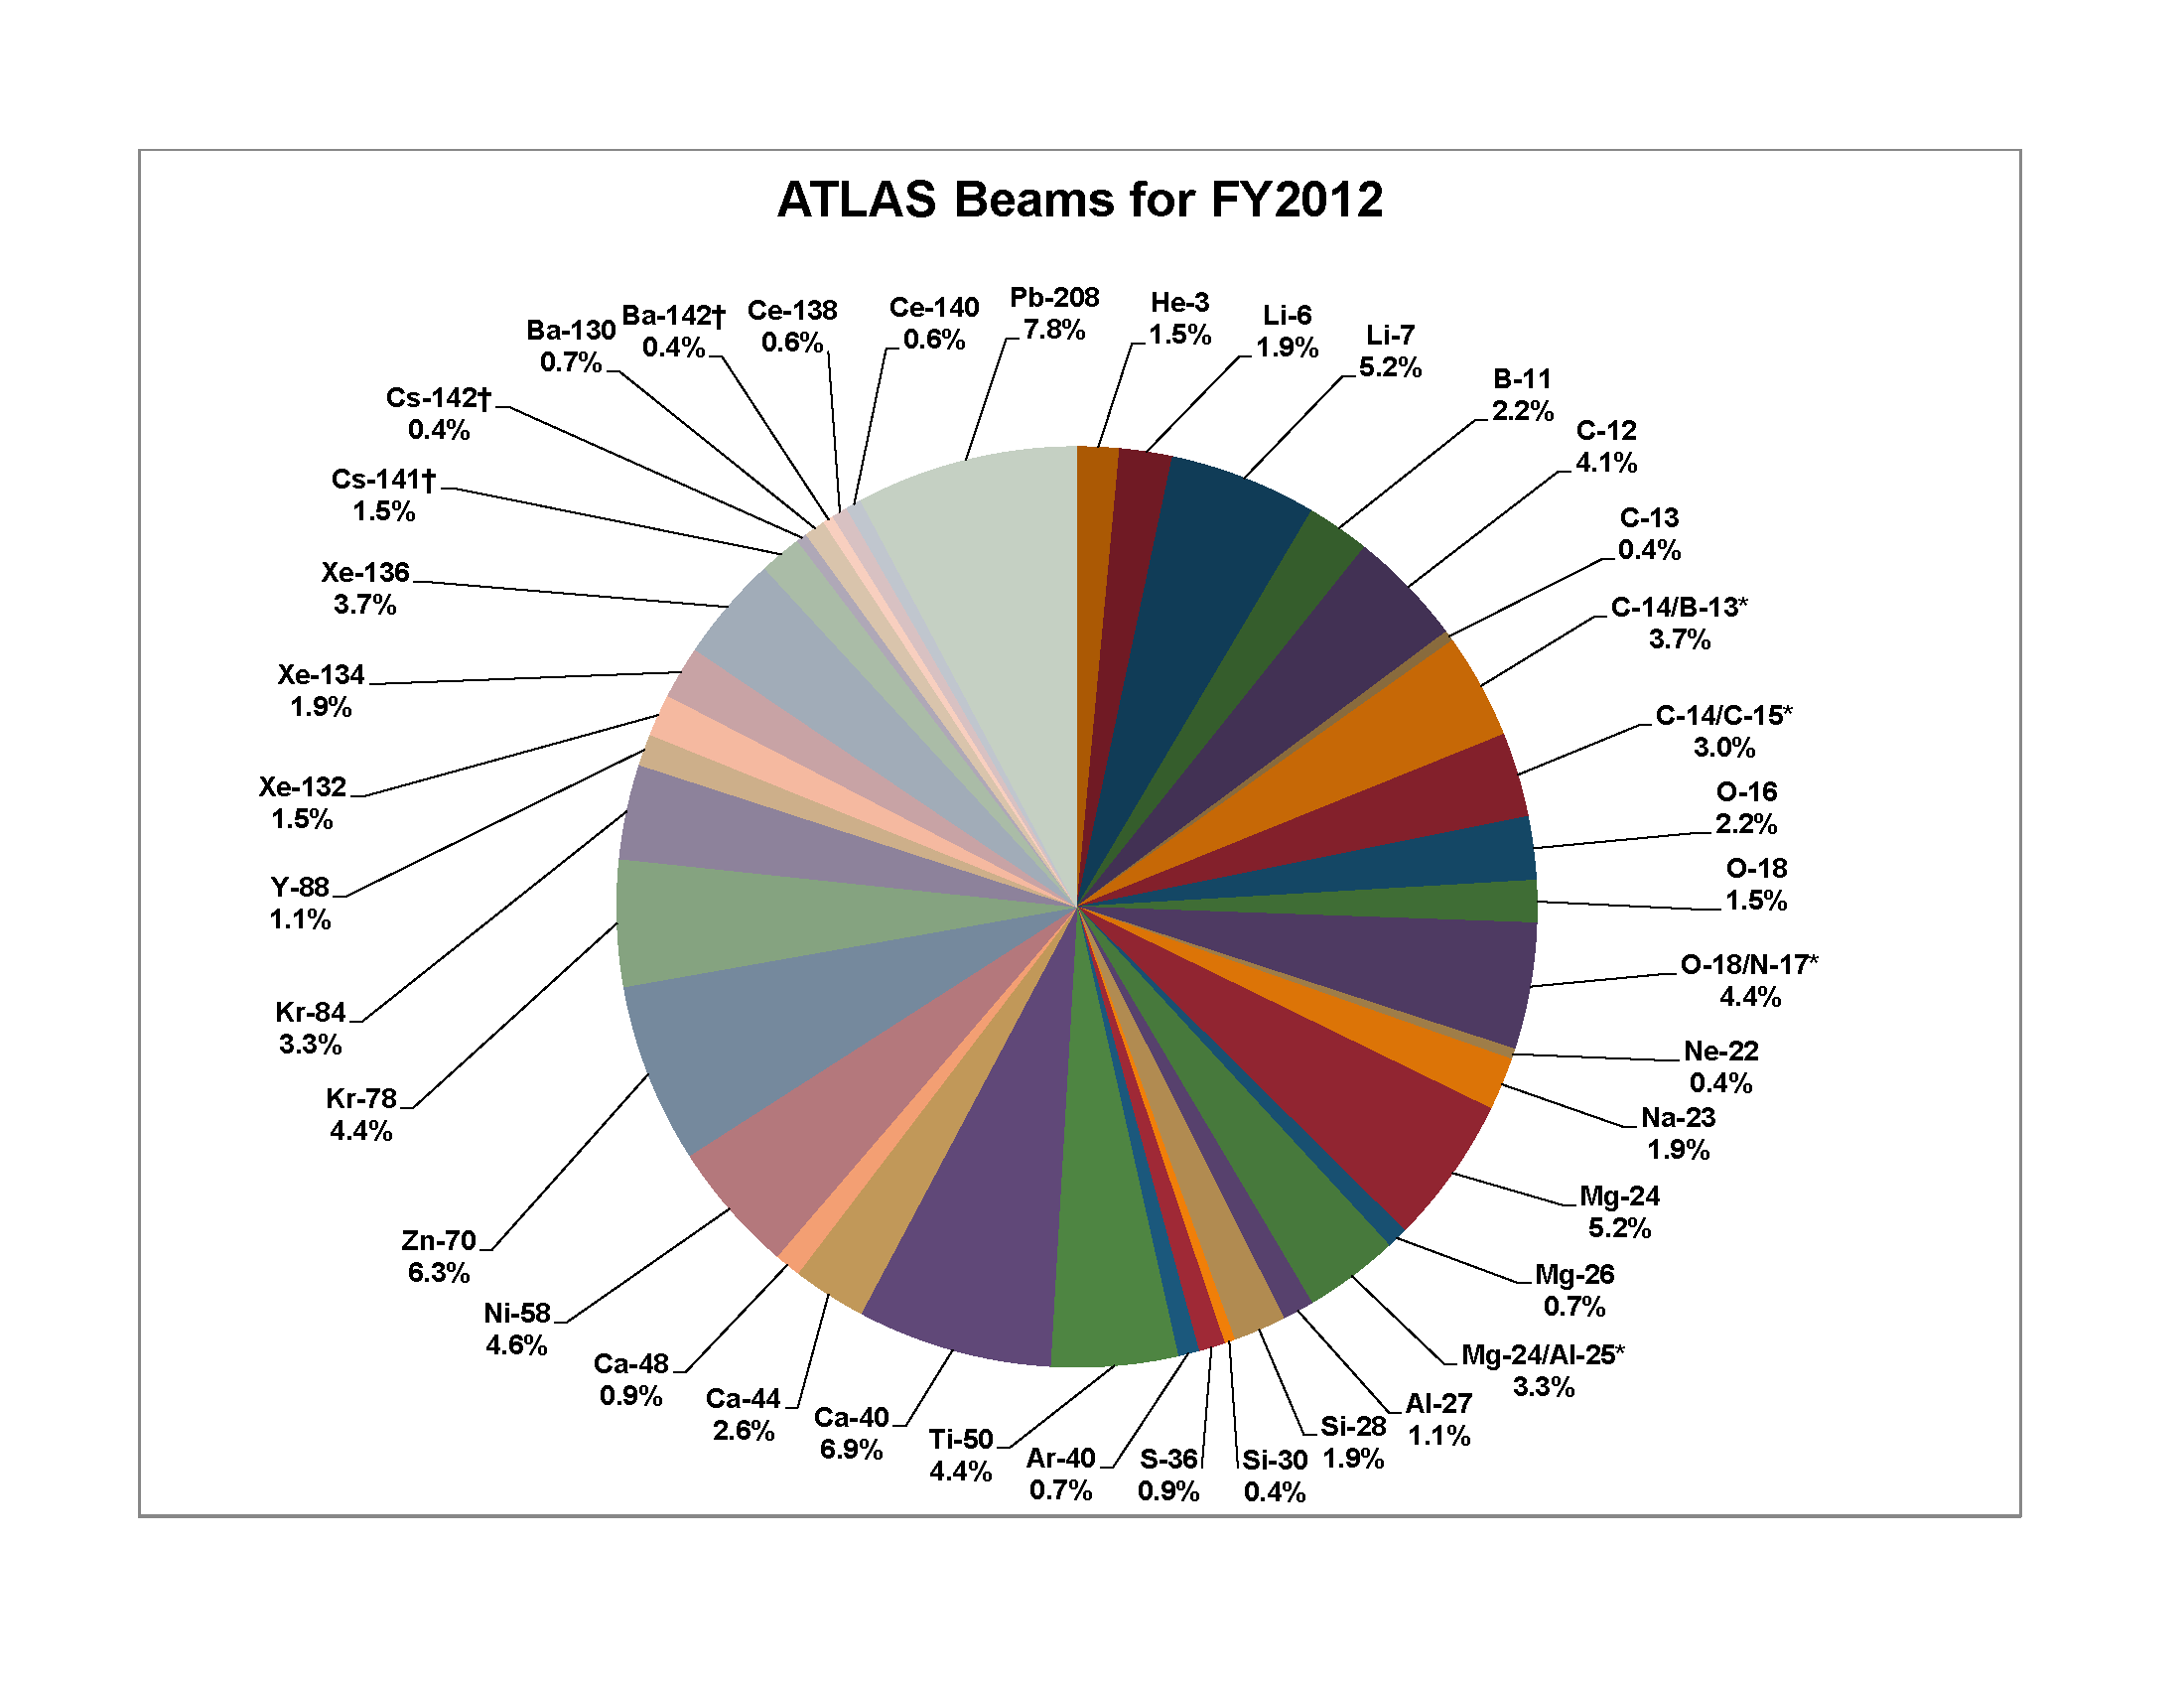 ATLAS Beams for FY2012
Pb-208
7.8%
He-3
1.5%
Li-6
1.9%
Li-7
5.2%
B-11
2.2%
C-12
4.1%
C-13
0.4%
C-14/B-13*
3.7%
C-14/C-15*
3.0%
O-16
2.2%
O-18
1.5%
O-18/N-17*
4.4%
Ne-22
0.4%
Na-23
1.9%
Mg-24
5.2%
Mg-26
0.7%
Mg-24/Al-25*
3.3%
Al-27
1.1%
Si-28
1.9%
Si-30
0.4%
S-36
0.9%
Ar-40
0.7%
Ti-50
4.4%
Ca-40
6.9%
Ca-44
2.6%
Ca-48
0.9%
Ni-58
4.6%
Zn-70
6.3%
Kr-78
4.4%
Kr-84
3.3%
Y-88
1.1%
Xe-132
1.5%
Xe-134
1.9%
Xe-136
3.7%
Cs-141†
1.5%
Cs-142†
0.4%
Ba-130
0.7%
Ba-142†
0.4%
Ce-138
0.6%
Ce-140
0.6%